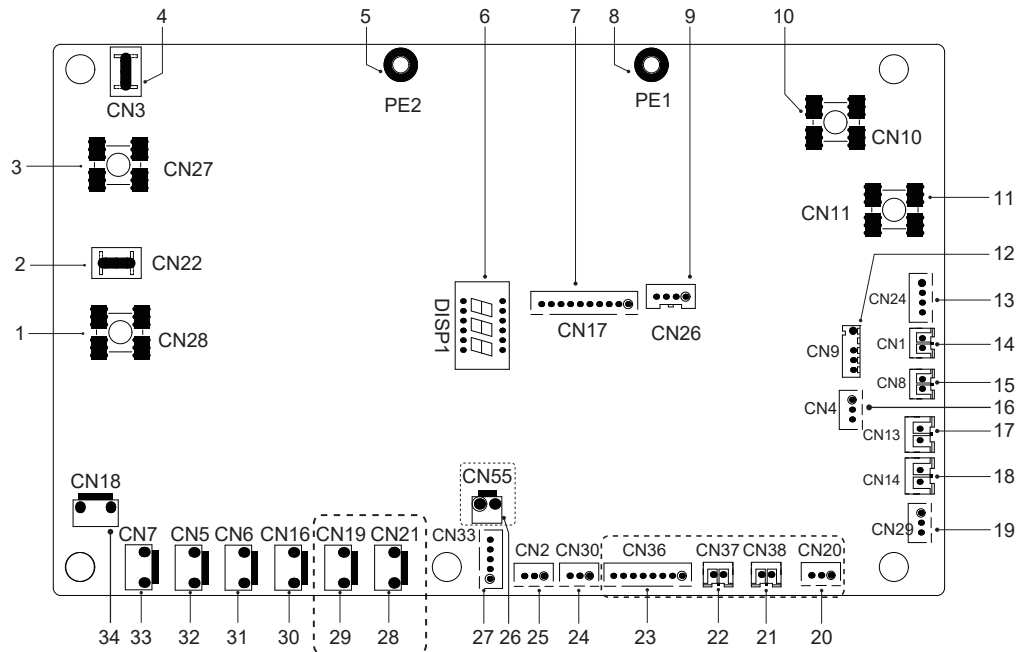 4 5 6 7 8 9 10
CN3 PE2 PE1
CN10
3 CN27
CN11 11
2 CN22
12
CN24 13
DISP1
CN17 CN26
1 CN28
CN9 CN1 14
CN8 15
CN4 16
CN13 17
CN18 CN55
CN14 18
CN7 CN5 CN6 CN16 CN19 CN21 CN33
CN29 19
CN2 CN30 CN36 CN37 CN38 CN20
34 33 32 31 30 29 28 27 26 25 24 23 22 21 20